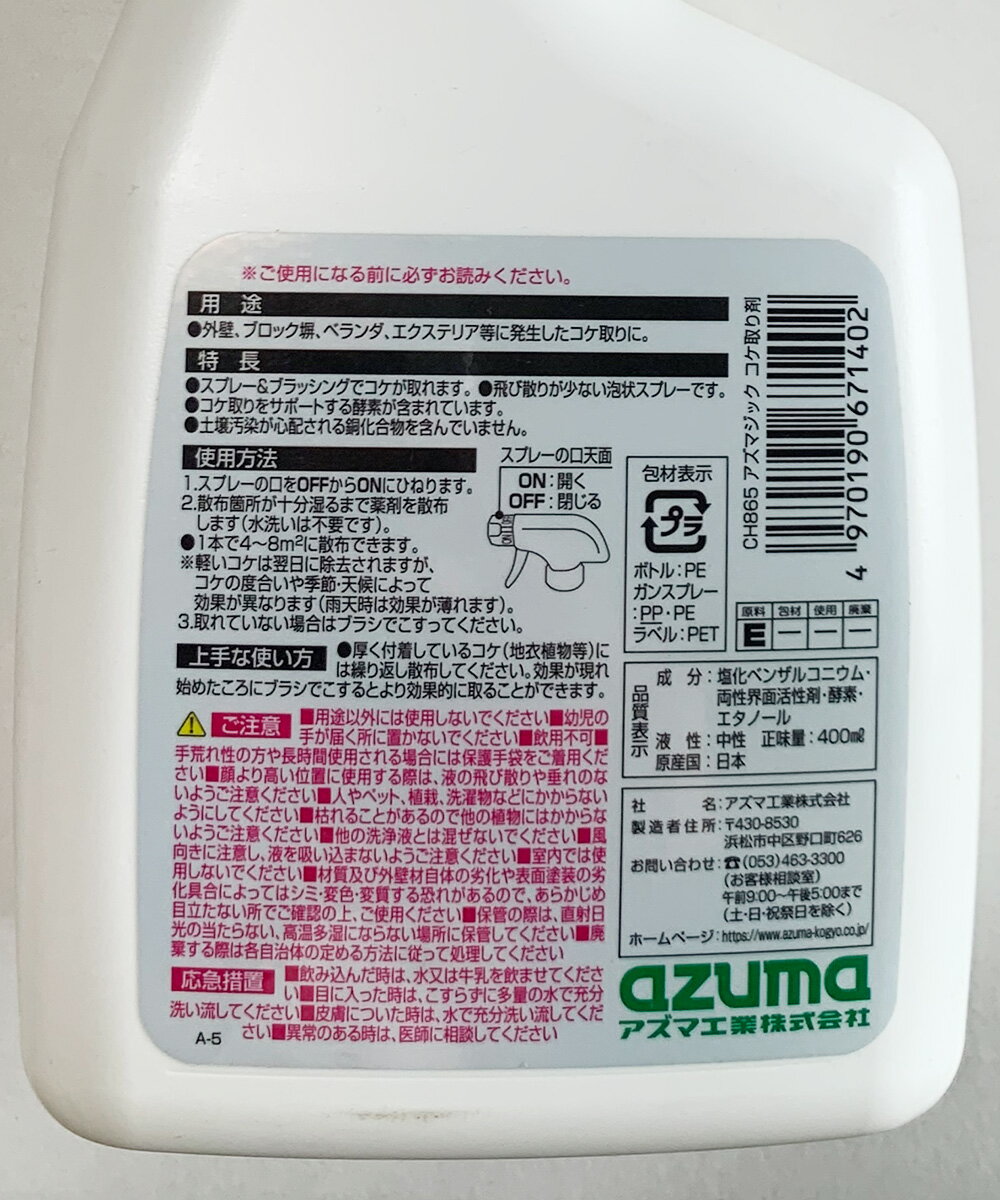 ※ご使用になる前に必ずお読みください。
用 途
●外壁、ブロック塀、ベランダ、エクステリア等に発生したコケ取りに。
特 長
●スプレー&ブラッシングでコケが取れます。●飛び散りが少ない泡状スプレーです。
●コケ取りをサポートする酵素が含まれています。
●土壌汚染が心配される銅化合物を含んでいません。
使用方法
1.スプレーの口をOFFからONにひねります。
2.散布箇所が十分湿るまで薬剤を散布
します(水洗いは不要です)。
●1本で4〜8m²に散布できます。
※軽いコケは翌日に除去されますが、
コケの度合いや季節・天候によって
効果が異なります(雨天時は効果が薄れます)。
3.取れていない場合はブラシでこすってください。
スプレーの口天面
ON:開く
OFF:閉じる
上手な使い方 ●厚く付着しているコケ(地衣植物等)に
は繰り返し散布してください。効果が現れ
始めたころにブラシでこするとより効果的に取ることができます。
ご注意 ■用途以外には使用しないでください■幼児の
手が届く所に置かないでください■飲用不可■
手荒れ性の方や長時間使用される場合には保護手袋をご着用くだ
さい■顔より高い位置に使用する際は、液の飛び散りや垂れのな
いようご注意ください■人やペット、植栽、洗濯物などにかからない
ようにしてください■枯れることがあるので他の植物にはかからな
いようご注意ください■他の洗浄液とは混ぜないでください■風
向きに注意し、液を吸い込まないようご注意ください■室内では使
用しないでください■材質及び外壁材自体の劣化や表面塗装の劣
化具合によってはシミ・変色・変質する恐れがあるので、あらかじめ
目立たない所でご確認の上、ご使用ください■保管の際は、直射日
光の当たらない、高温多湿にならない場所に保管してください■廃
棄する際は各自治体の定める方法に従って処理してください
応急措置 ■飲み込んだ時は、水又は牛乳を飲ませてくださ
い■目に入った時は、こすらずに多量の水で充分
洗い流してください■皮膚についた時は、水で充分洗い流してくだ
さい■異常のある時は、医師に相談してください
A-5
包材表示
プラ
ボトル:PE
ガンスプレー
:PP・PE
ラベル:PET
CH865 アズマジック コケ取り剤
4 970190 671402
原料 包材 使用 廃棄
E — — —
品質表示
成 分:塩化ベンザルコニウム・
両性界面活性剤・酵素・
エタノール
液 性:中性 正味量:400㎖
原産国:日本
社 名:アズマ工業株式会社
製造者住所:〒430-8530
浜松市中区野口町626
お問い合わせ:☎(053)463-3300
(お客様相談室)
午前9:00〜午後5:00まで
(土・日・祝祭日を除く)
ホームページ:https://www.azuma-kogyo.co.jp/
azuma
アズマ工業株式会社